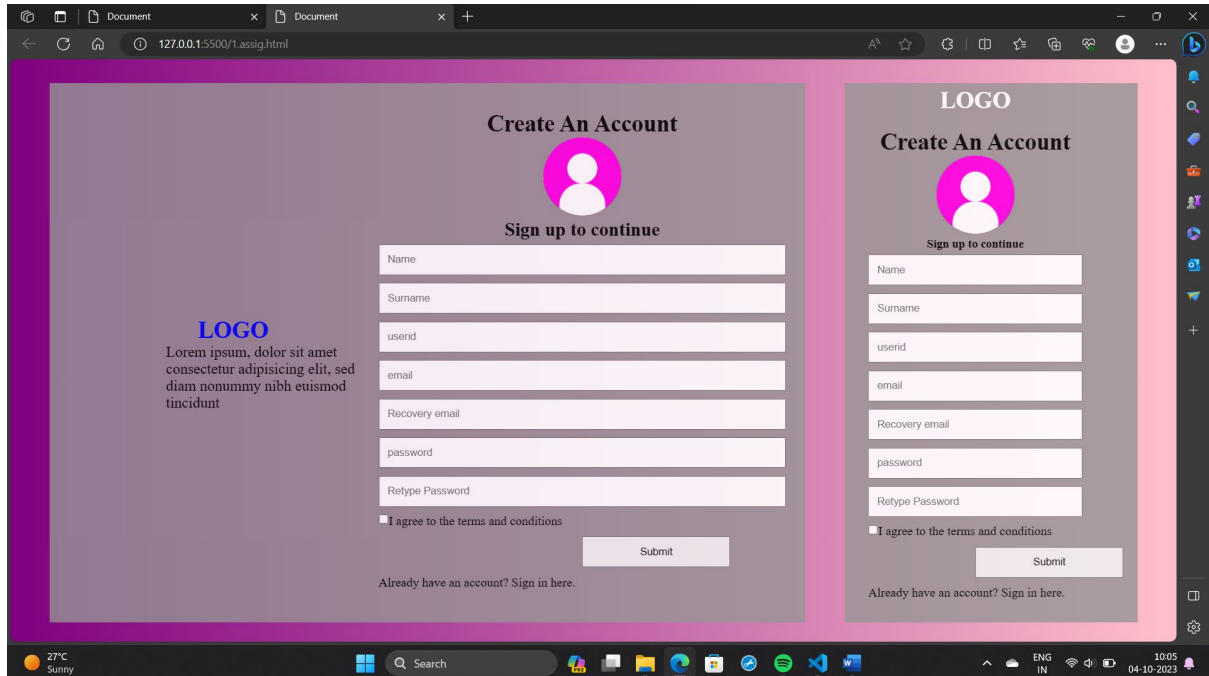 Document
Document
127.0.0.1:5500/1.assig.html
LOGO
Lorem ipsum, dolor sit amet
consectetur adipisicing elit, sed
diam nonummy nibh euismod
tincidunt
Create An Account
Sign up to continue
Name
Surname
userid
email
Recovery email
password
Retype Password
I agree to the terms and conditions
Submit
Already have an account? Sign in here.
LOGO
Create An Account
Sign up to continue
Name
Surname
userid
email
Recovery email
password
Retype Password
I agree to the terms and conditions
Submit
Already have an account? Sign in here.
27°C
Sunny
Search
ENG
IN
10:05
04-10-2023